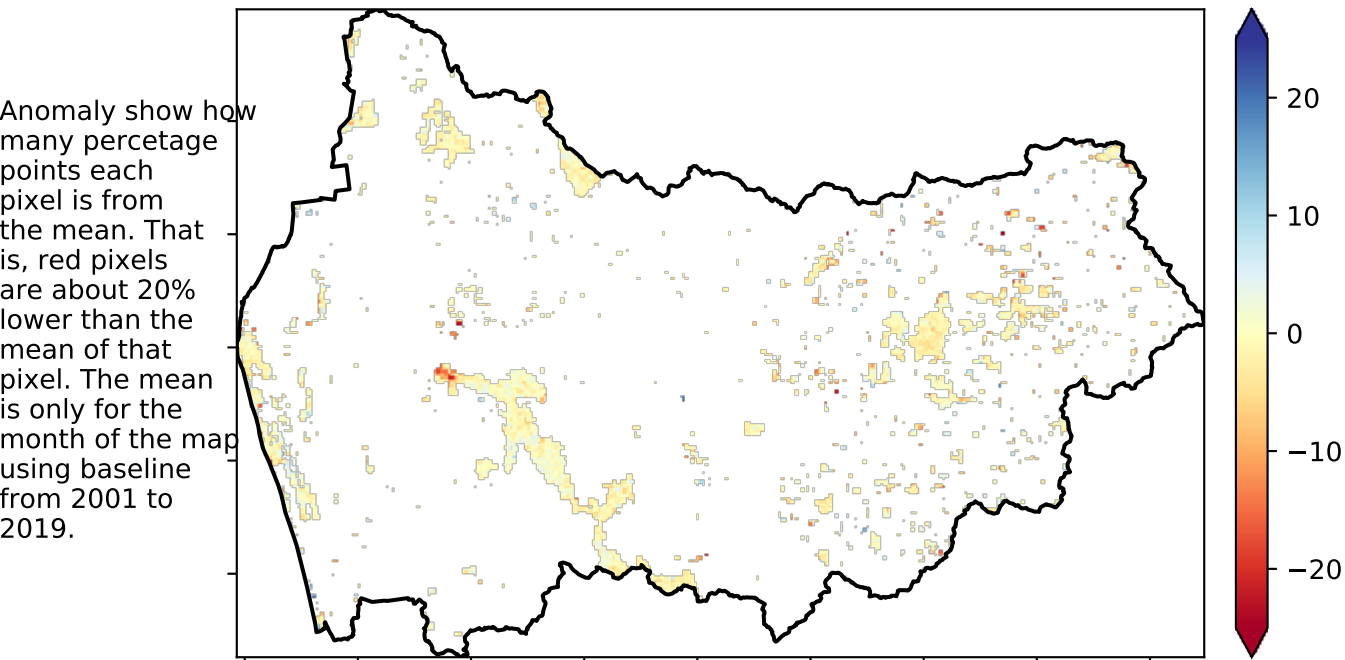 Anomaly show how
many percetage
points each
pixel is from
the mean. That
is, red pixels
are about 20%
lower than the
mean of that
pixel. The mean
is only for the
month of the map
using baseline
from 2001 to
2019.
20
10
0
−10
−20